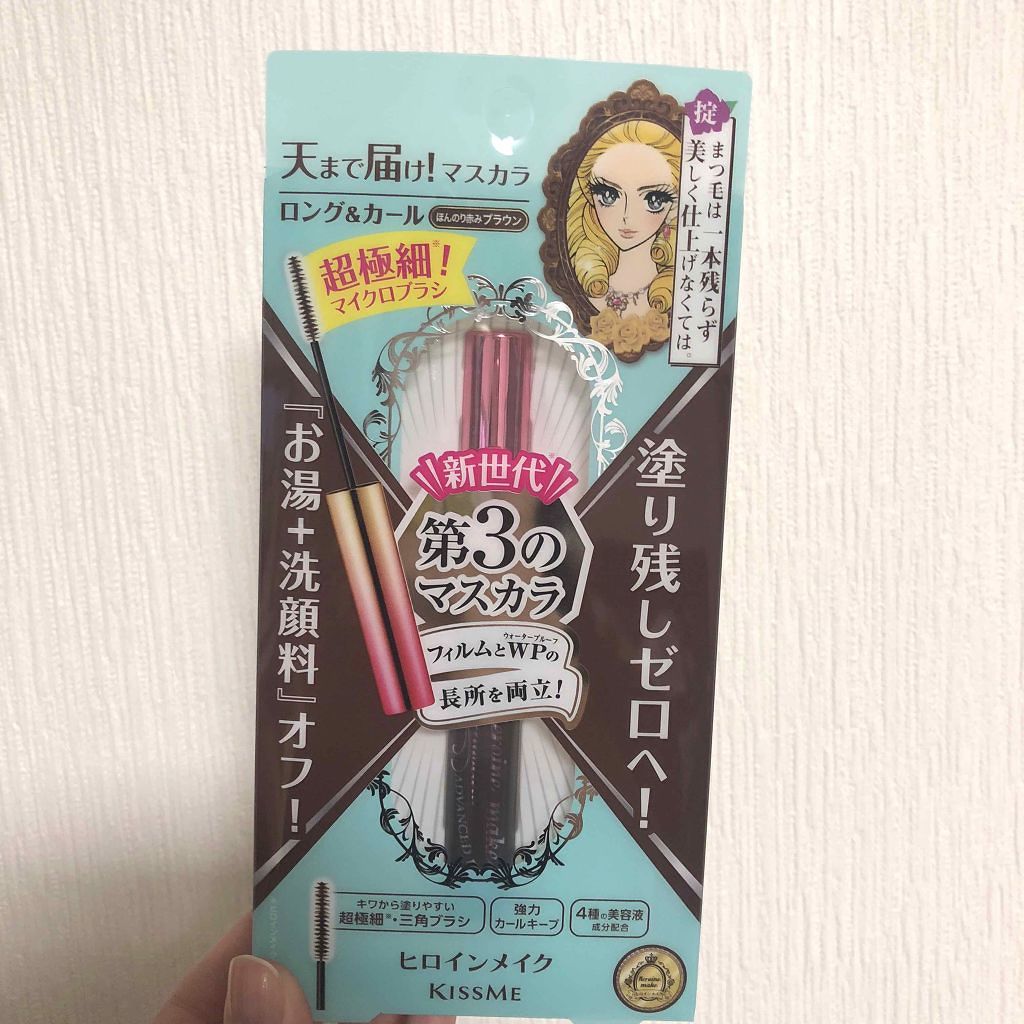 天まで届け!マスカラ
ロング&カール ほんのり赤みブラウン
掟
まつ毛は一本残らず
美しく仕上げなくては。
超極細※!
マイクロブラシ
『お湯+洗顔料』オフ!
塗り残しゼロへ!
新世代※
第3の
マスカラ
ウォータープルーフ
フィルムとWPの
長所を両立!
ADVANCED
キワから塗りやすい
超極細※・三角ブラシ
強力
カールキープ
4種の美容液
成分配合
ヒロインメイク
KISSME
Heroine
make